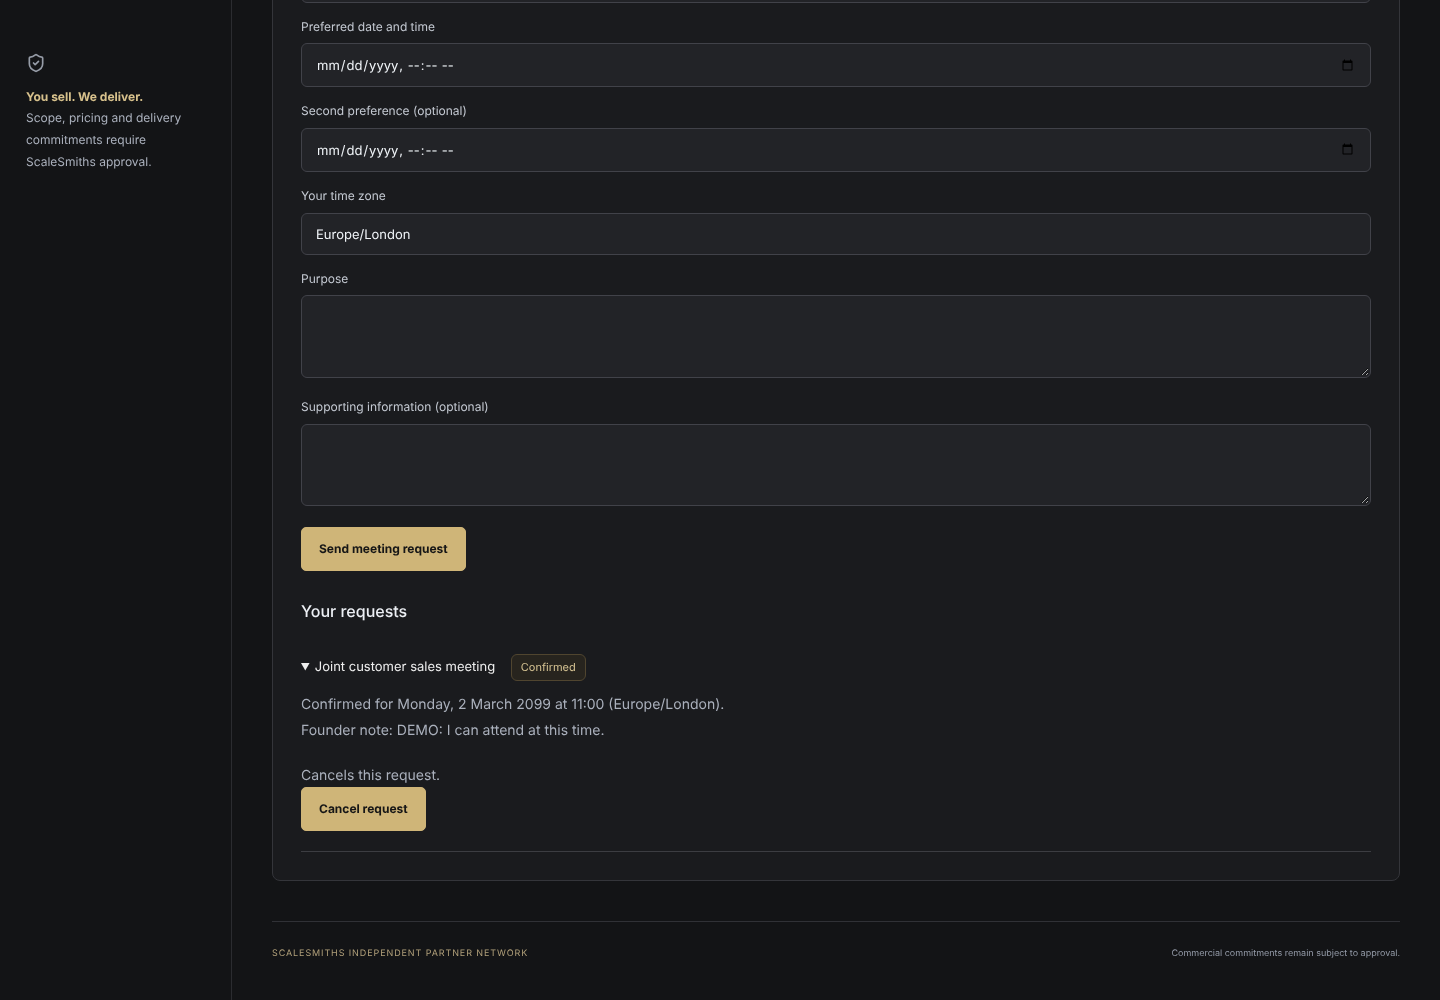 You sell. We deliver.
Scope, pricing and delivery
commitments require
ScaleSmiths approval.
Preferred date and time
mm/dd/yyyy, --:-- --
Second preference (optional)
mm/dd/yyyy, --:-- --
Your time zone
Europe/London
Purpose
Supporting information (optional)
Send meeting request
Your requests
Joint customer sales meeting Confirmed
Confirmed for Monday, 2 March 2099 at 11:00 (Europe/London).
Founder note: DEMO: I can attend at this time.
Cancels this request.
Cancel request
SCALESMITHS INDEPENDENT PARTNER NETWORK
Commercial commitments remain subject to approval.